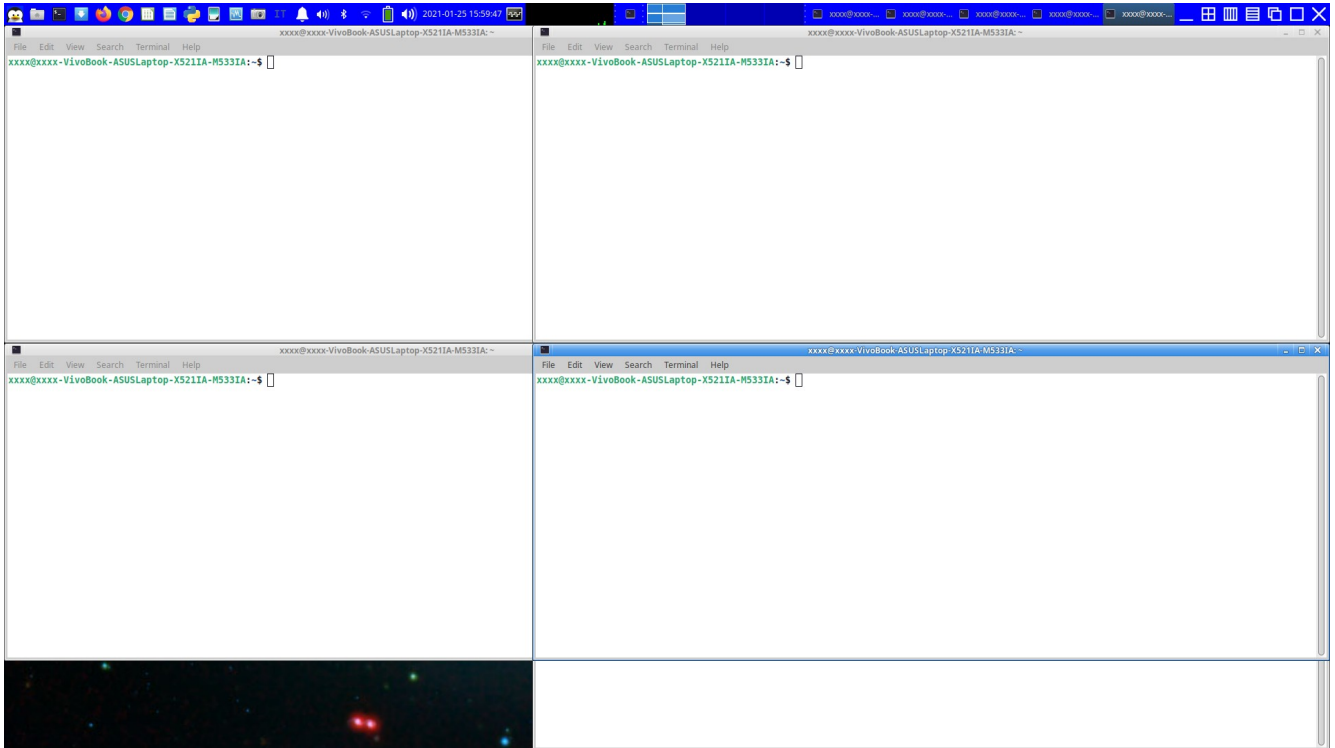 IT 2021-01-25 15:59:47 xxxx@xxxx-... xxxx@xxxx-... xxxx@xxxx-... xxxx@xxxx-... xxxx@xxxx-...
xxxx@xxxx-VivoBook-ASUSLaptop-X521IA-M533IA: ~
File Edit View Search Terminal Help
xxxx@xxxx-VivoBook-ASUSLaptop-X521IA-M533IA:~$
xxxx@xxxx-VivoBook-ASUSLaptop-X521IA-M533IA: ~
File Edit View Search Terminal Help
xxxx@xxxx-VivoBook-ASUSLaptop-X521IA-M533IA:~$
xxxx@xxxx-VivoBook-ASUSLaptop-X521IA-M533IA: ~
File Edit View Search Terminal Help
xxxx@xxxx-VivoBook-ASUSLaptop-X521IA-M533IA:~$
xxxx@xxxx-VivoBook-ASUSLaptop-X521IA-M533IA: ~
File Edit View Search Terminal Help
xxxx@xxxx-VivoBook-ASUSLaptop-X521IA-M533IA:~$